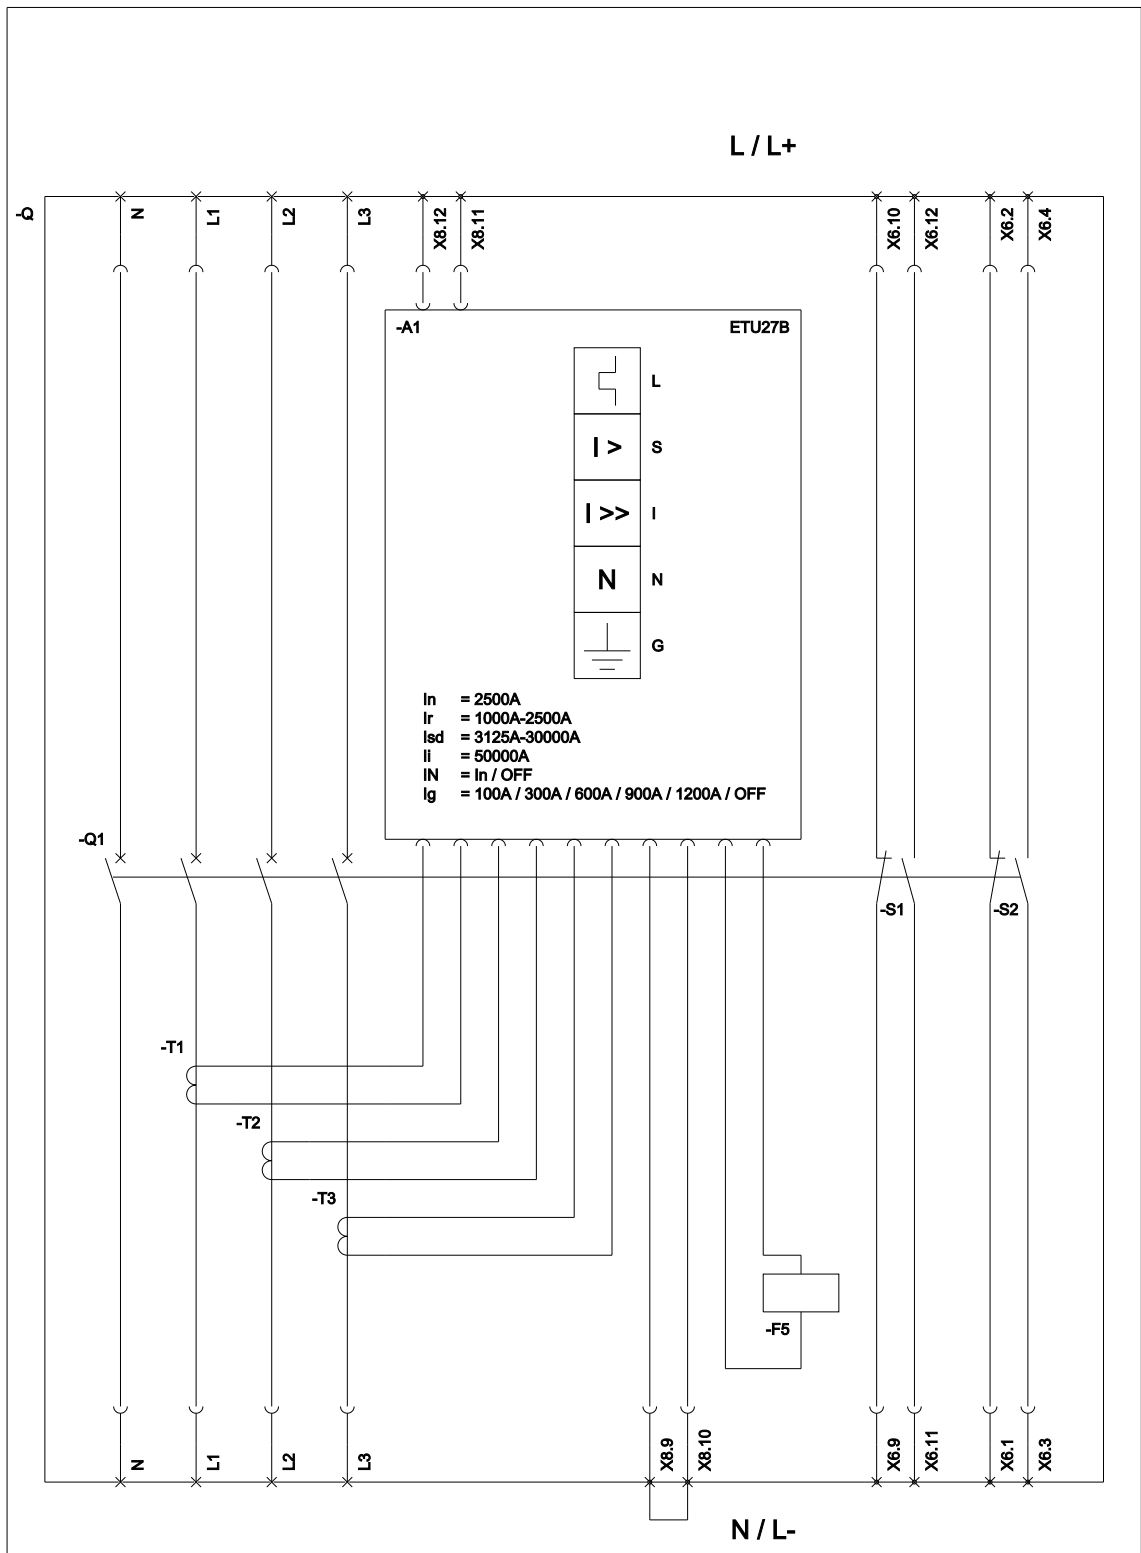 L / L+
-Q
N
L1
L2
L3
X8.12
X8.11
X6.10
X6.12
X6.2
X6.4
-A1 ETU27B
L
I > S
I >> I
N N
G
In = 2500A
Ir = 1000A-2500A
Isd = 3125A-30000A
Ii = 50000A
IN = In / OFF
Ig = 100A / 300A / 600A / 900A / 1200A / OFF
-Q1
-S1
-S2
-T1
-T2
-T3
-F5
N
L1
L2
L3
X8.9
X8.10
X6.9
X6.11
X6.1
X6.3
N / L-